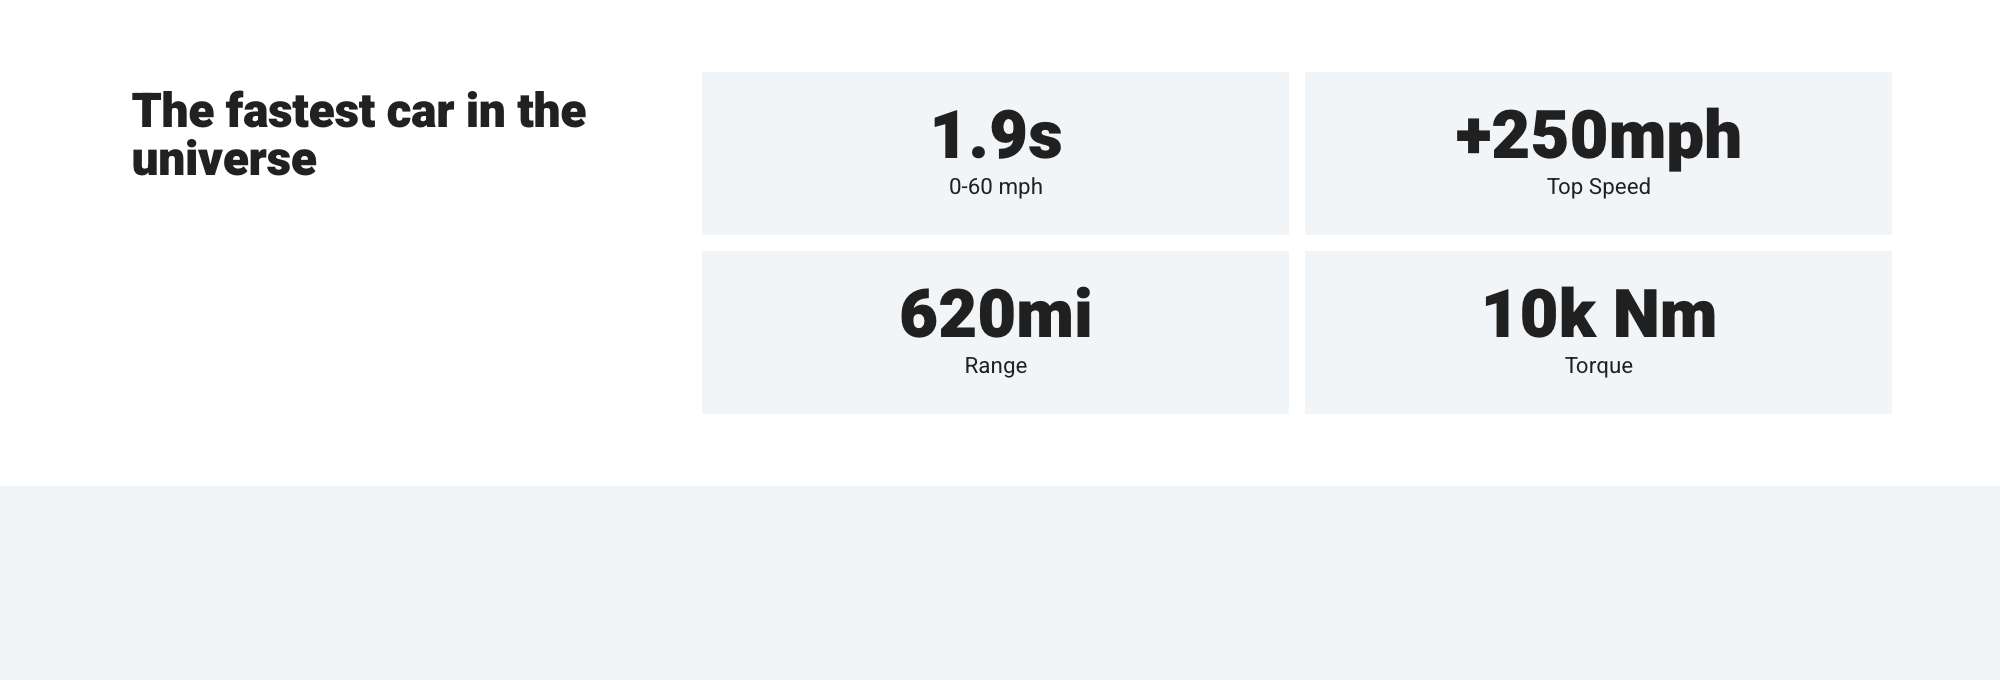 The fastest car in the
universe
1.9s
0-60 mph
+250mph
Top Speed
620mi
Range
10k Nm
Torque